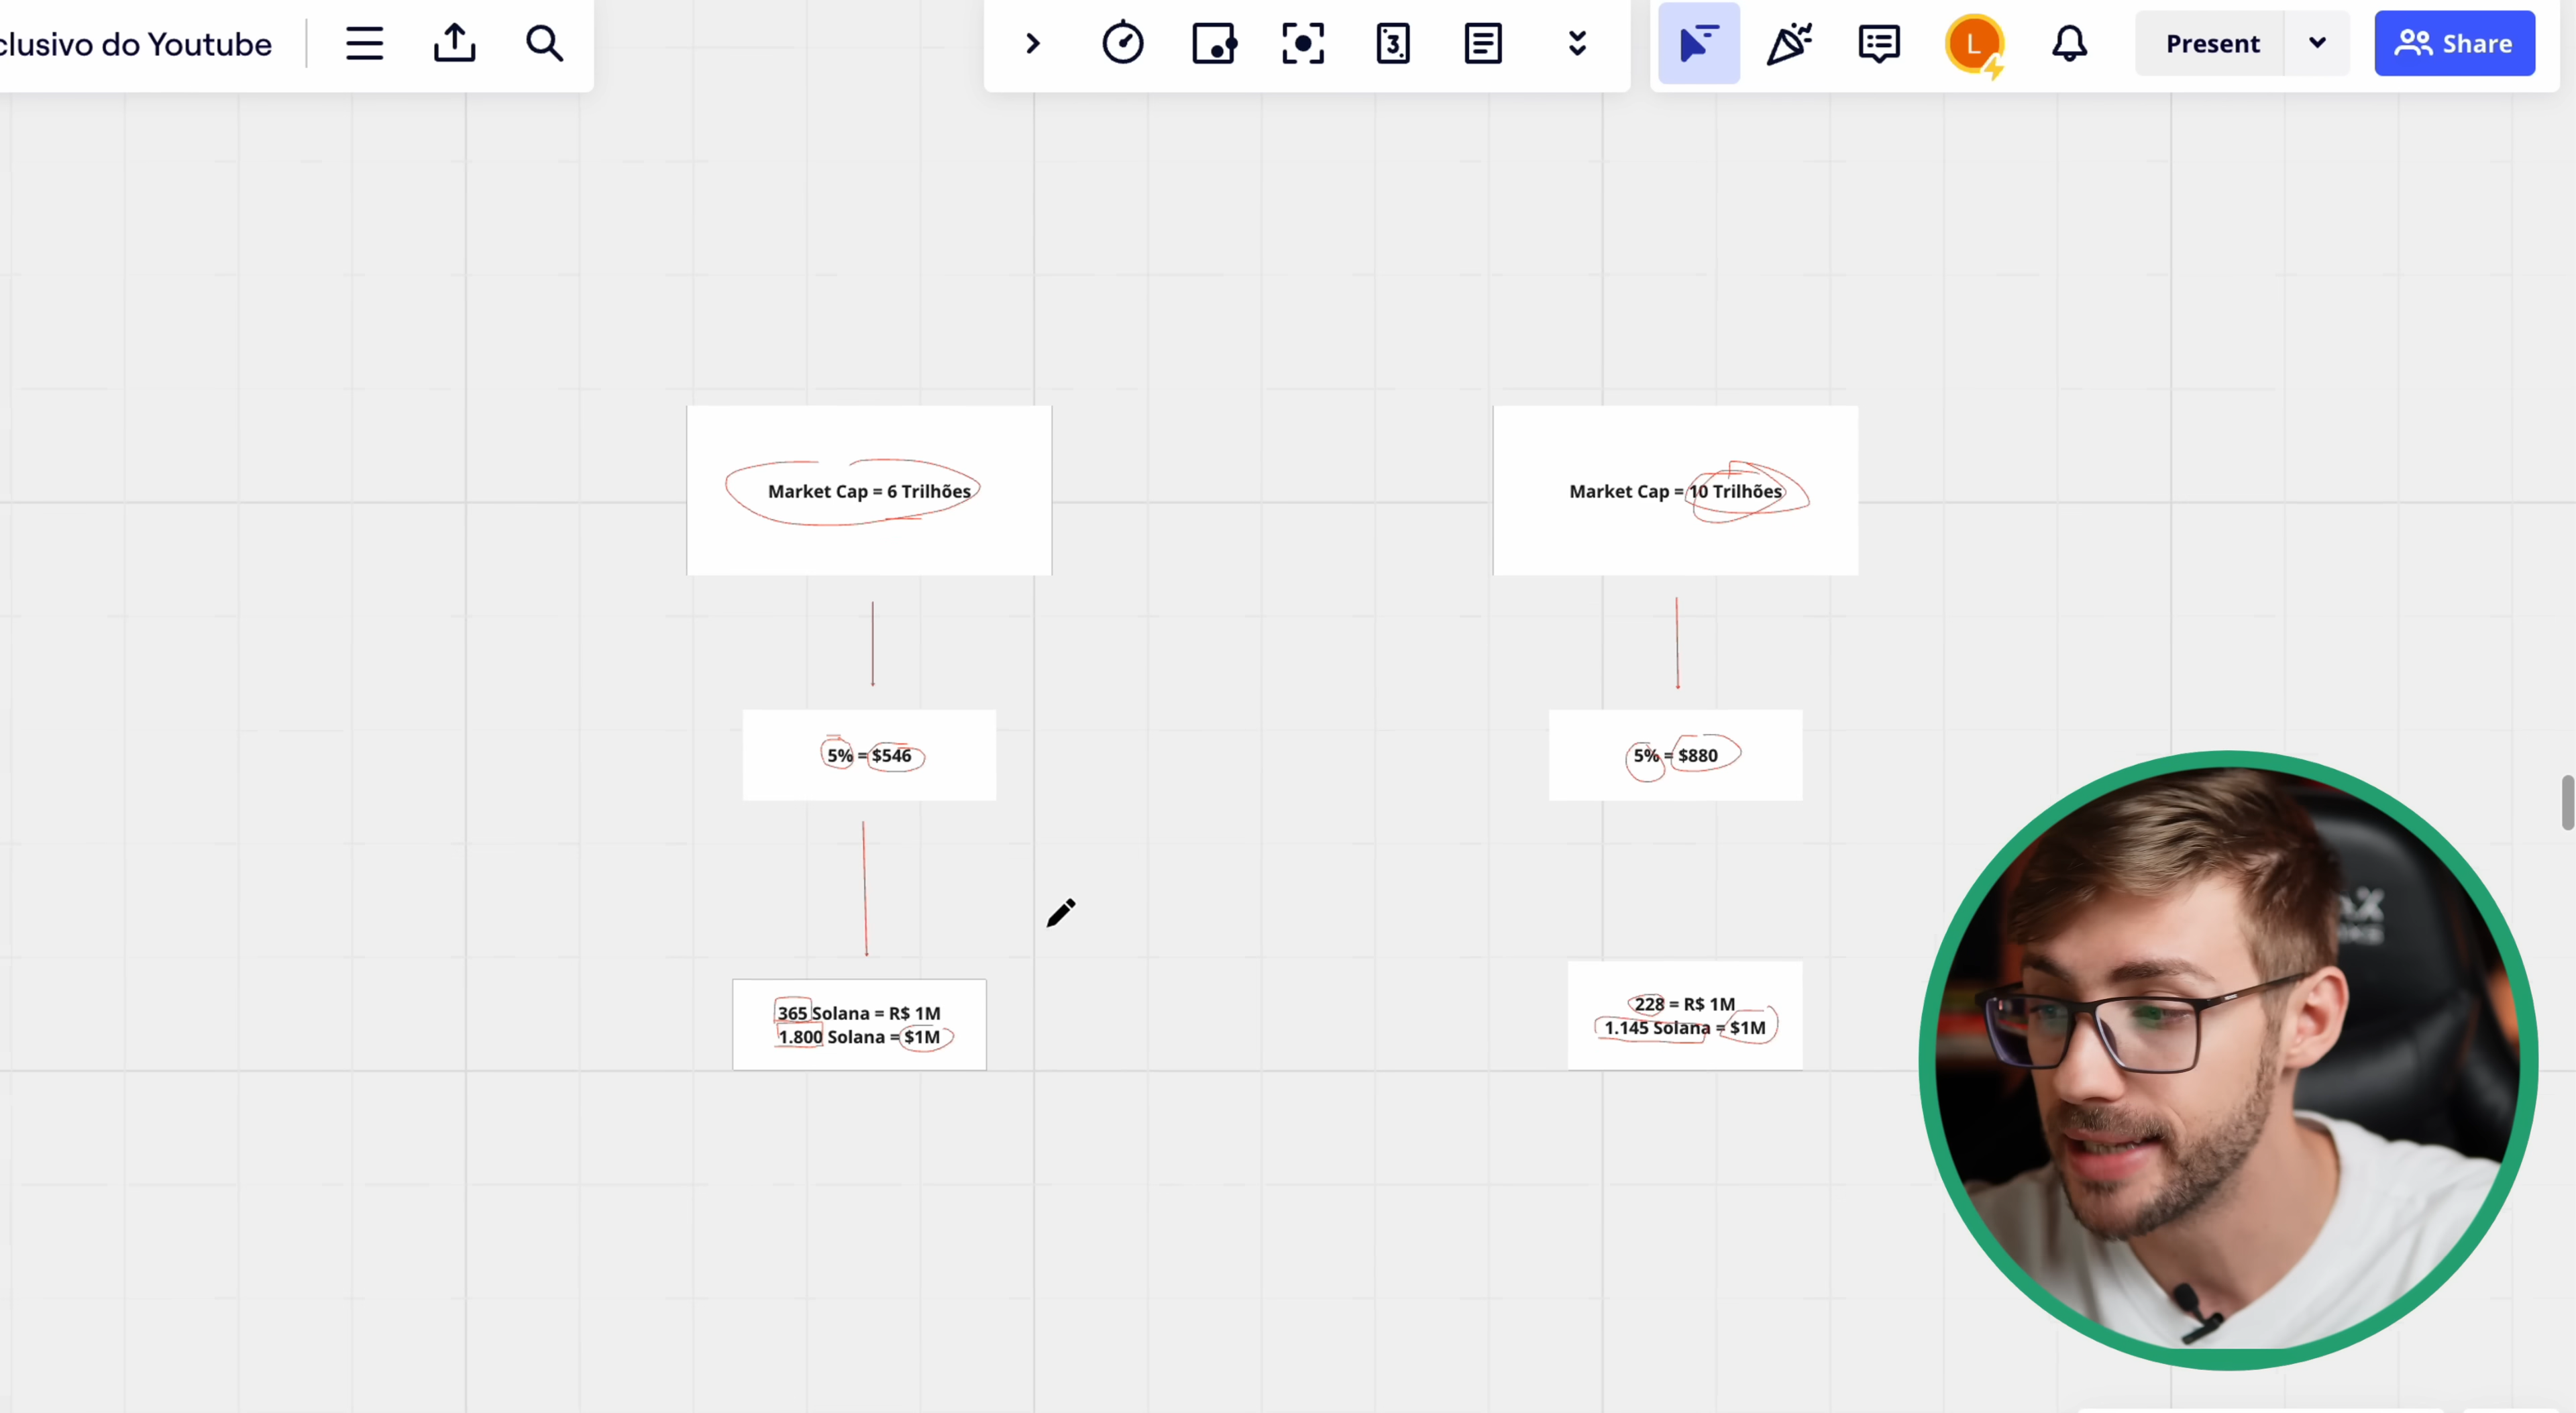 clusivo do Youtube
3
L
Present
Share
Market Cap = 6 Trilhões
Market Cap = 10 Trilhões
5% = $546
5% = $880
365 Solana = R$ 1M
1.800 Solana = $1M
228 = R$ 1M
1.145 Solana = $1M